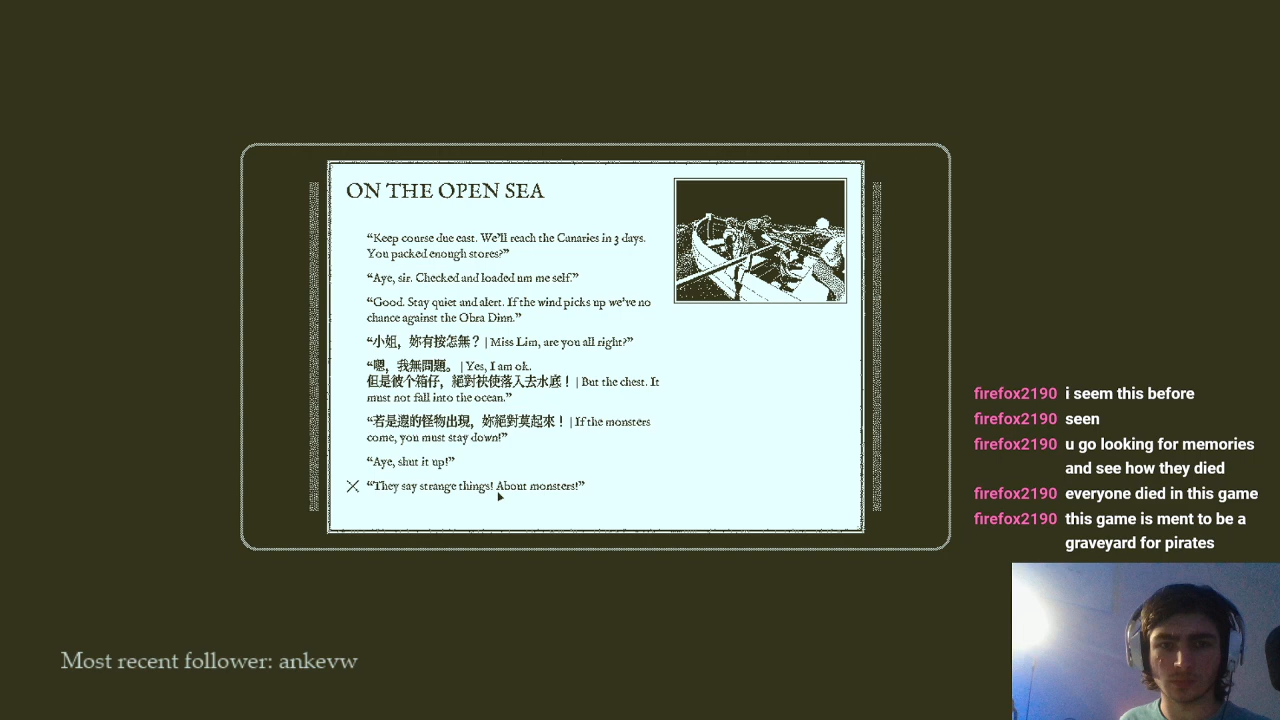 ON THE OPEN SEA
“Keep course due east. We’ll reach the Canaries in 3 days.
You packed enough stores?”
“Aye, sir. Checked and loaded um me self.”
“Good. Stay quiet and alert. If the wind picks up we’ve no
chance against the Obra Dinn.”
“小姐，妳有按怎無？ | Miss Lim, are you all right?”
“嗯，我無問題。 | Yes, I am ok.
但是彼个箱仔，絕對袂使落入去水底！ | But the chest. It
must not fall into the ocean.”
“若是遐的怪物出現，妳絕對莫起來！ | If the monsters
come, you must stay down!”
“Aye, shut it up!”
“They say strange things! About monsters!”
firefox2190 i seem this before
firefox2190 seen
firefox2190 u go looking for memories
and see how they died
firefox2190 everyone died in this game
firefox2190 this game is ment to be a
graveyard for pirates
Most recent follower: ankevw